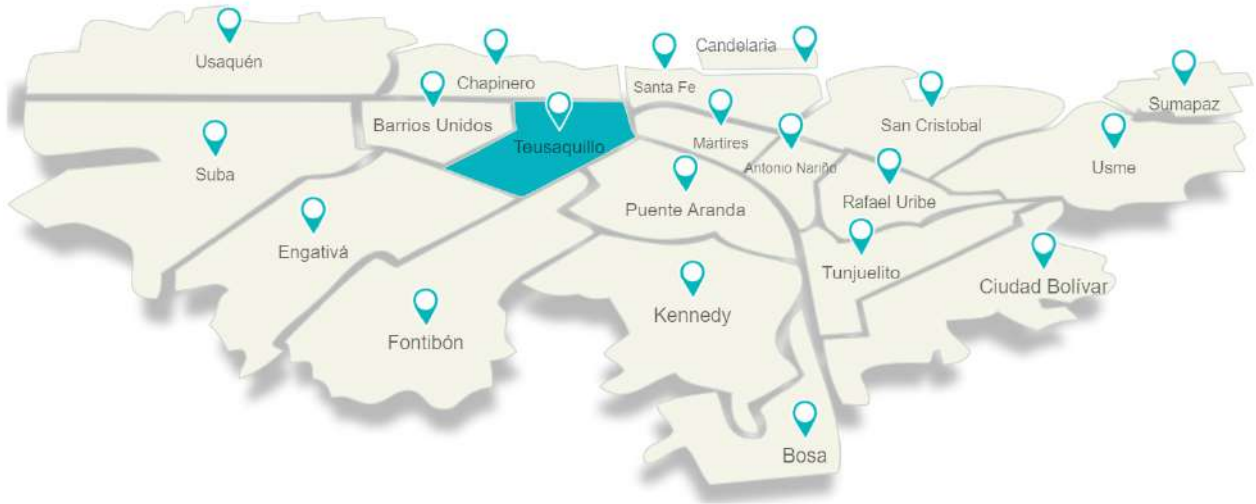 Usaquén
Chapinero
Candelaria
Santa Fe
Sumapaz
Barrios Unidos
Teusaquillo
Mártires
San Cristobal
Suba
Antonio Nariño
Usme
Puente Aranda
Rafael Uribe
Engativá
Tunjuelito
Ciudad Bolívar
Fontibón
Kennedy
Bosa